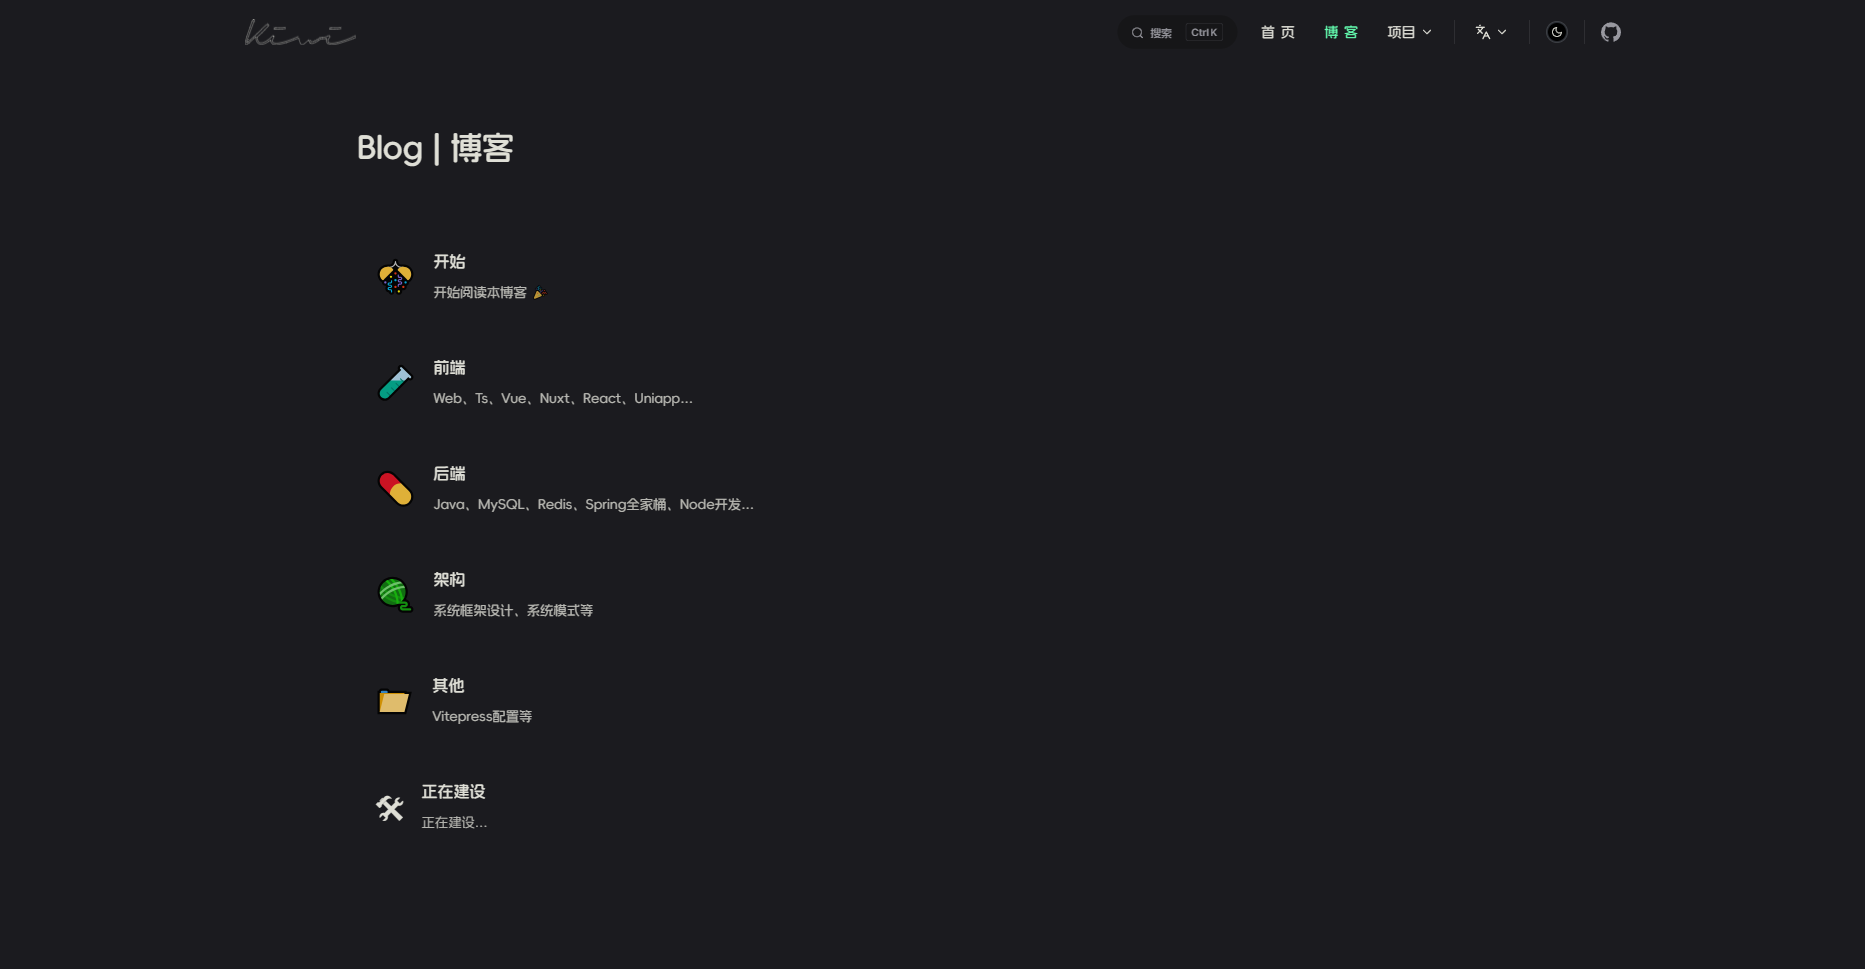 Kiwi
搜索 Ctrl K 首 页 博 客 项目
Blog | 博客
开始
开始阅读本博客
前端
Web、Ts、Vue、Nuxt、React、Uniapp...
后端
Java、MySQL、Redis、Spring全家桶、Node开发...
架构
系统框架设计、系统模式等
其他
Vitepress配置等
正在建设
正在建设...